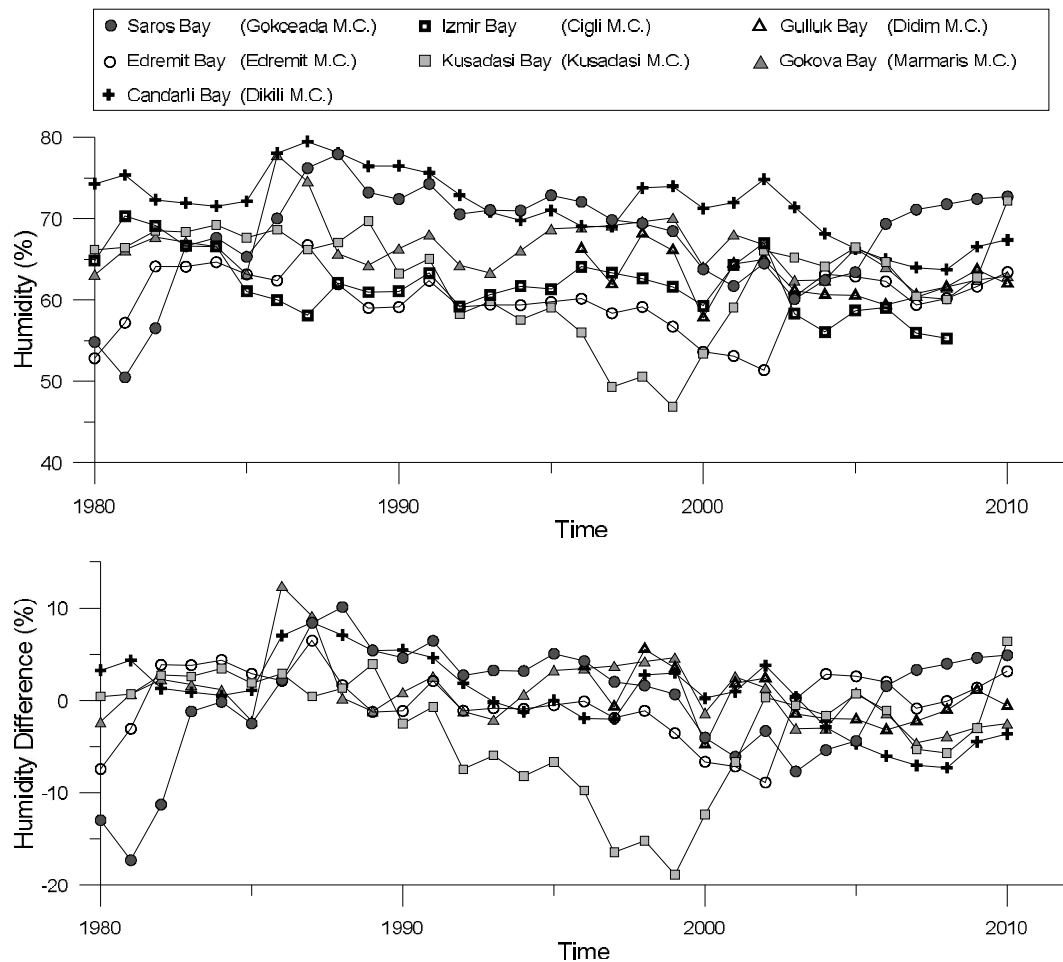 Saros Bay (Gokceada M.C.) Izmir Bay (Cigli M.C.) Gulluk Bay (Didim M.C.)
Edremit Bay (Edremit M.C.) Kusadasi Bay (Kusadasi M.C.) Gokova Bay (Marmaris M.C.)
Candarli Bay (Dikili M.C.)
80
70
60
50
40
Humidity (%)
1980 1990 2000 2010
Time
10
0
-10
-20
Humidity Difference (%)
1980 1990 2000 2010
Time